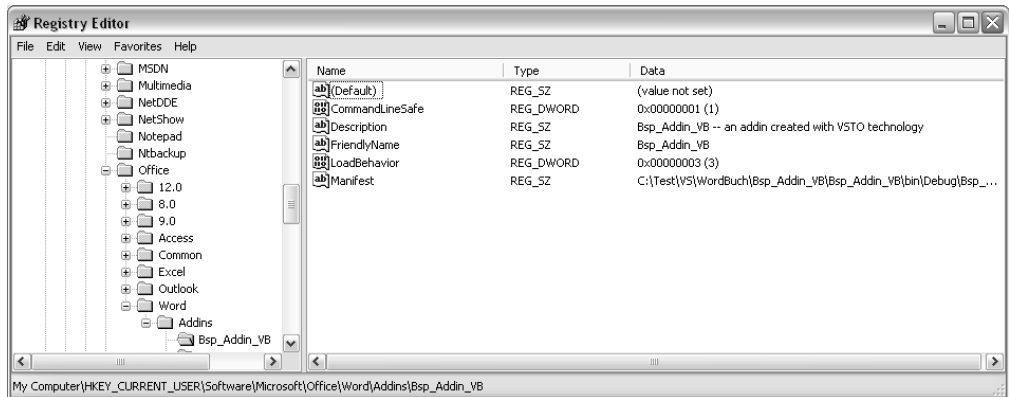 Registry Editor
File Edit View Favorites Help
MSDN
Multimedia
NetDDE
NetShow
Notepad
Ntbackup
Office
12.0
8.0
9.0
Access
Common
Excel
Outlook
Word
Addins
Bsp_Addin_VB
Name Type Data
(Default) REG_SZ (value not set)
CommandLineSafe REG_DWORD 0x00000001 (1)
Description REG_SZ Bsp_Addin_VB -- an addin created with VSTO technology
FriendlyName REG_SZ Bsp_Addin_VB
LoadBehavior REG_DWORD 0x00000003 (3)
Manifest REG_SZ C:\Test\VS\WordBuch\Bsp_Addin_VB\Bsp_Addin_VB\bin\Debug\Bsp_...
My Computer\HKEY_CURRENT_USER\Software\Microsoft\Office\Word\Addins\Bsp_Addin_VB